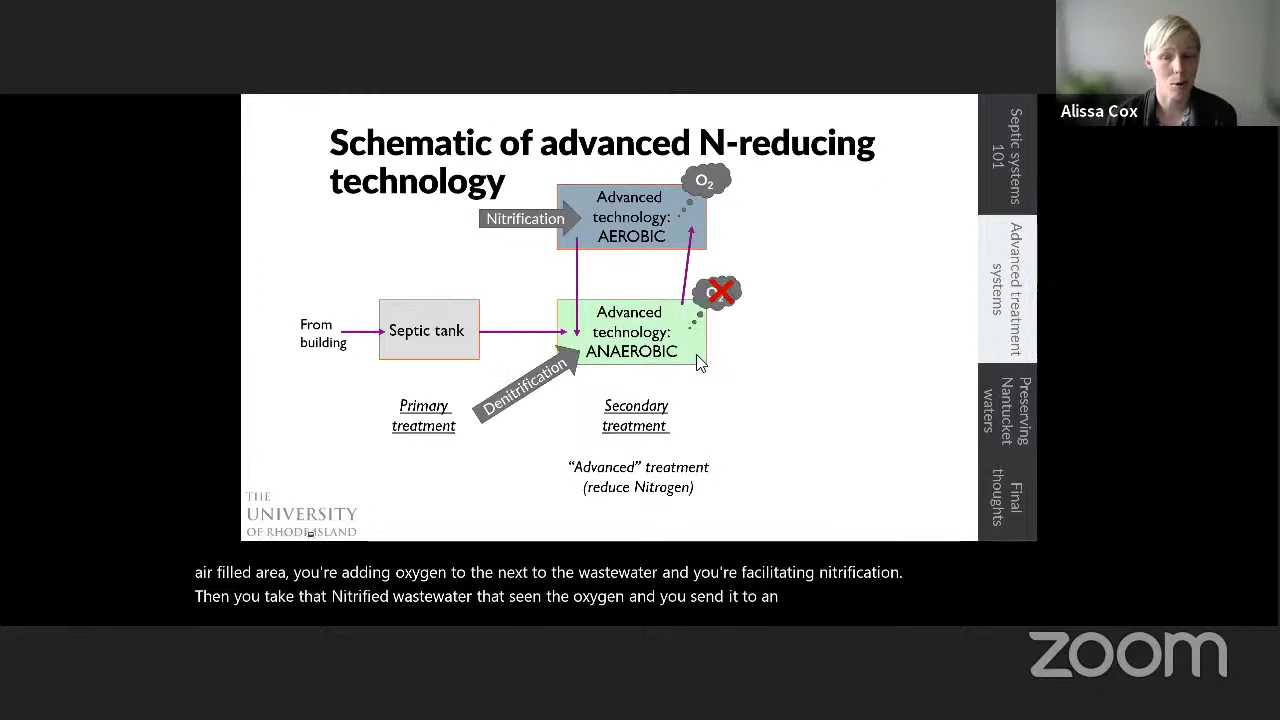 Alissa Cox
Schematic of advanced N-reducing
technology
O2
Nitrification
Advanced
technology:
AEROBIC
From
building
Septic tank
Advanced
technology:
ANAEROBIC
Denitrification
Primary
treatment
Secondary
treatment
“Advanced” treatment
(reduce Nitrogen)
THE
UNIVERSITY
OF RHODE ISLAND
Septic systems
101
Advanced treatment
systems
Preserving
Nantucket
waters
Final
thoughts
air filled area, you're adding oxygen to the next to the wastewater and you're facilitating nitrification.
Then you take that Nitrified wastewater that seen the oxygen and you send it to an
zoom